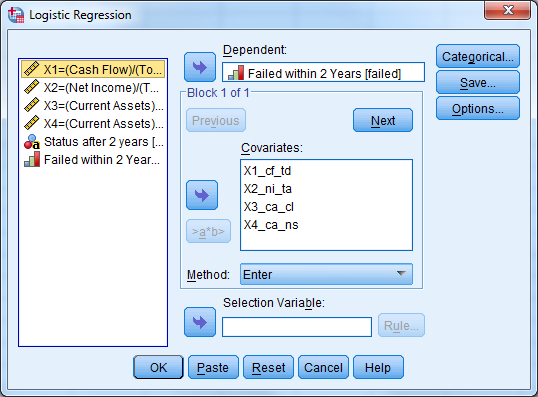 Logistic Regression
X1=(Cash Flow)/(To...
X2=(Net Income)/(T...
X3=(Current Assets)...
X4=(Current Assets)...
Status after 2 years [...
Failed within 2 Year...
Dependent:
Failed within 2 Years [failed]
Block 1 of 1
Previous
Next
Covariates:
X1_cf_td
X2_ni_ta
X3_ca_cl
X4_ca_ns
>a*b>
Method:
Enter
Selection Variable:
Rule...
Categorical...
Save...
Options...
OK
Paste
Reset
Cancel
Help